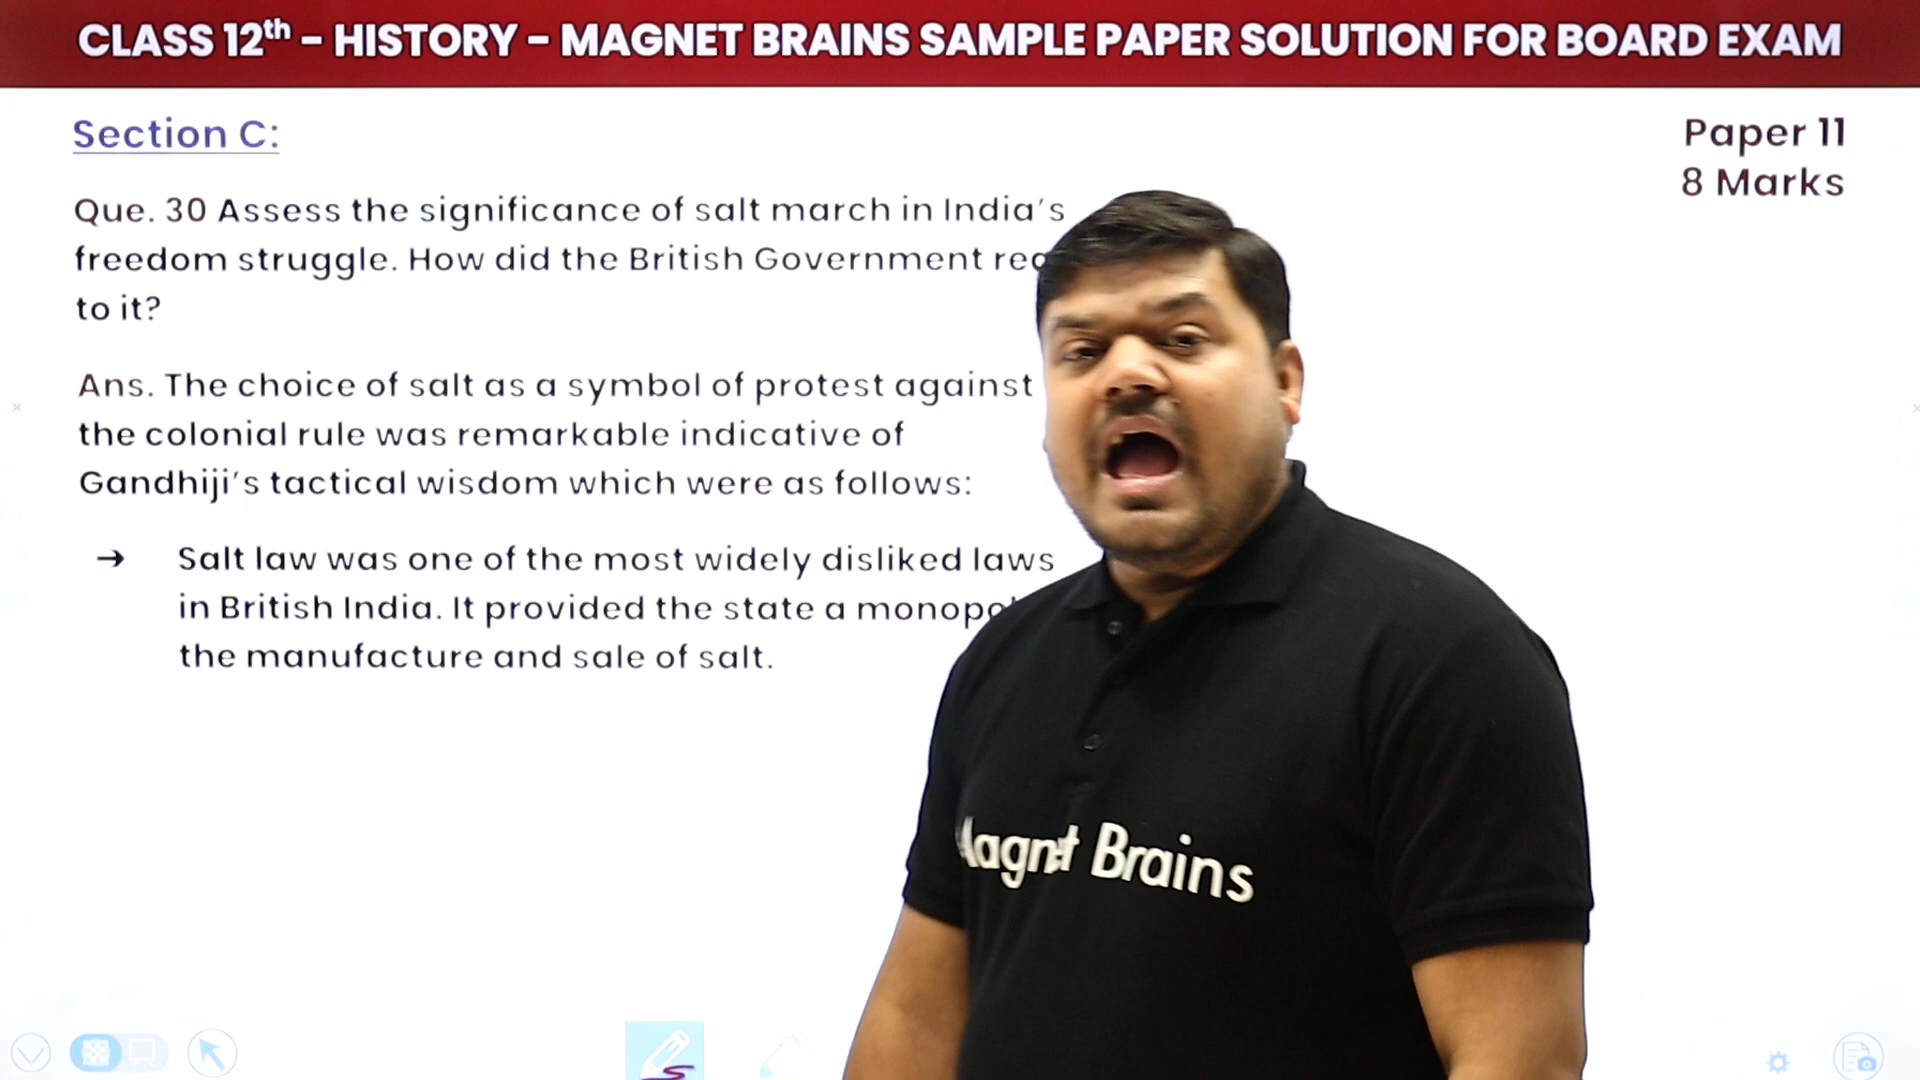 CLASS 12th - HISTORY - MAGNET BRAINS SAMPLE PAPER SOLUTION FOR BOARD EXAM
Section C:
Paper 11
8 Marks
Que. 30 Assess the significance of salt march in India's
freedom struggle. How did the British Government
to it?
Ans. The choice of salt as a symbol of protest against
the colonial rule was remarkable indicative of
Gandhiji's tactical wisdom which were as follows:
→ Salt law was one of the most widely disliked laws
in British India. It provided the state a
the manufacture and sale of salt.
Brains